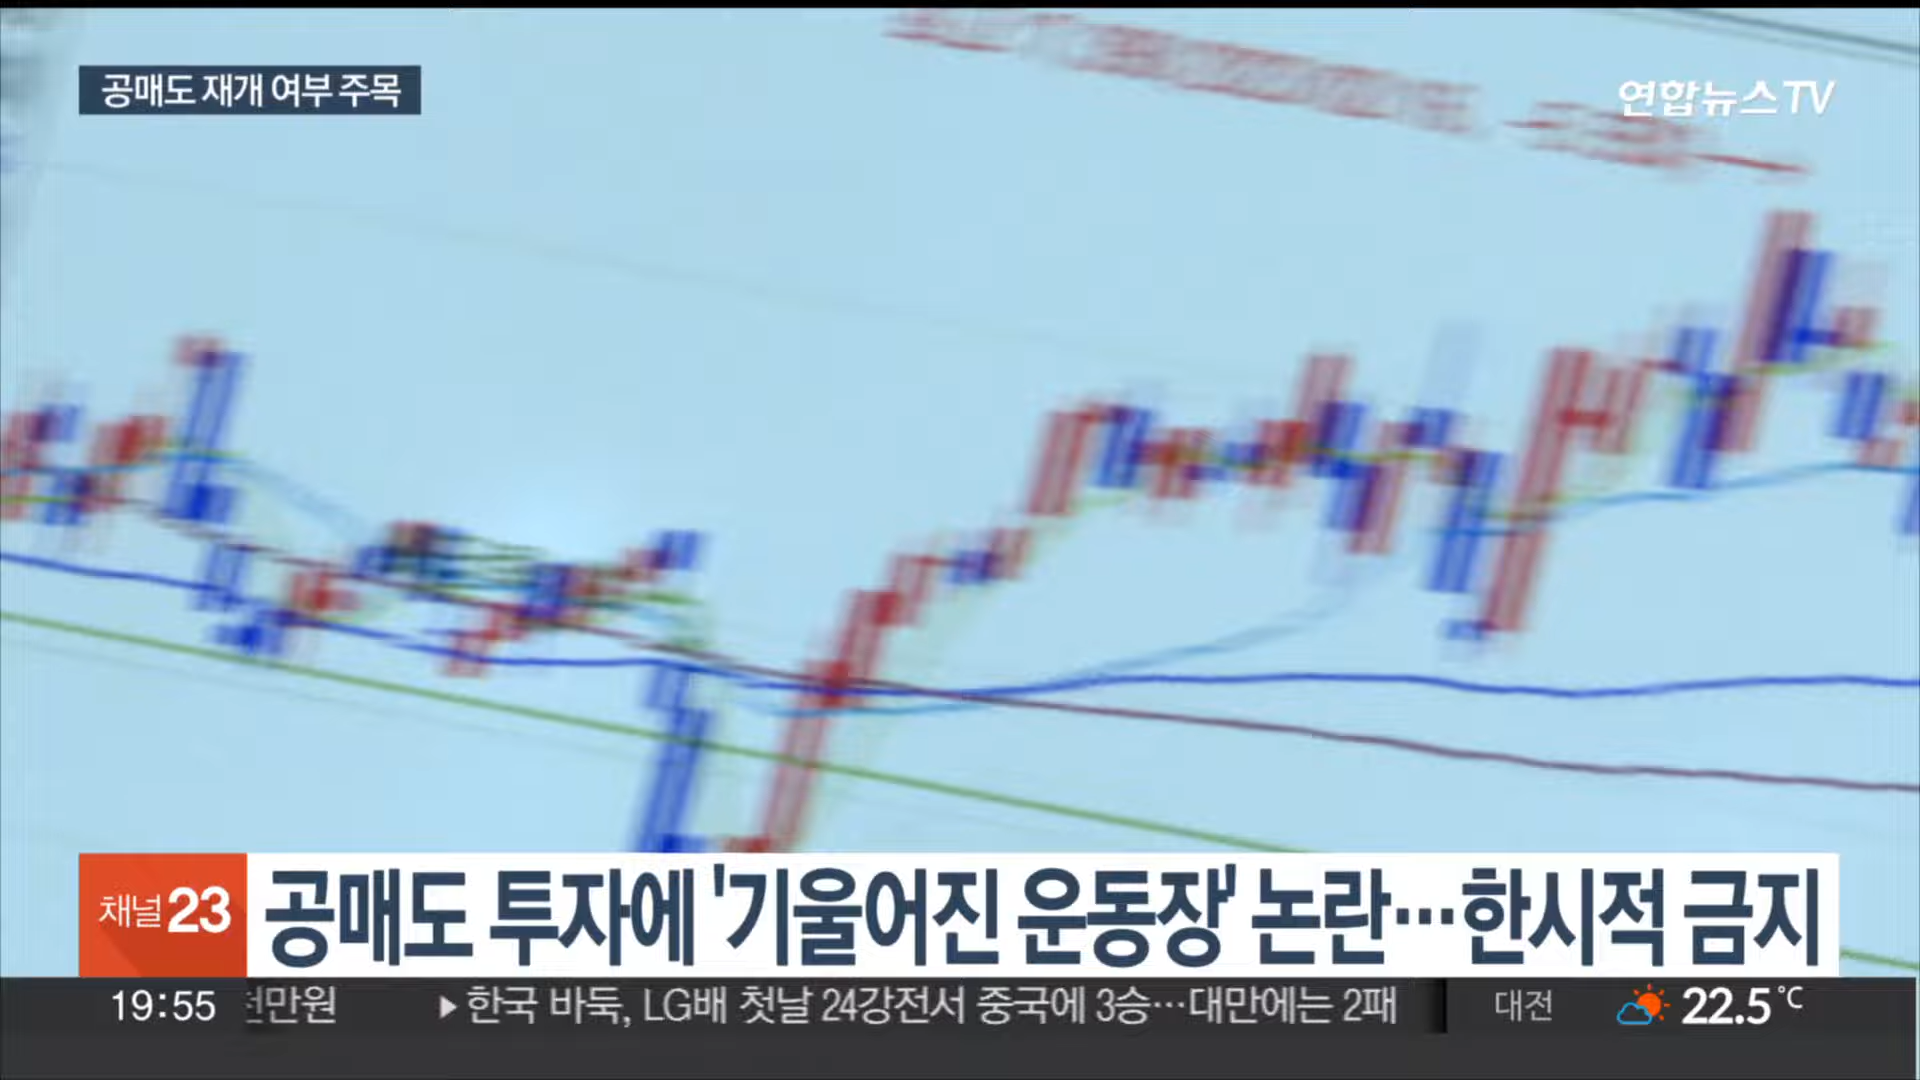 공매도 재개 여부 주목
연합뉴스TV
채널 23
공매도 투자에 '기울어진 운동장' 논란…한시적 금지
19:55
천만원 ▶한국 바둑, LG배 첫날 24강전서 중국에 3승…대만에는 2패
대전 22.5℃